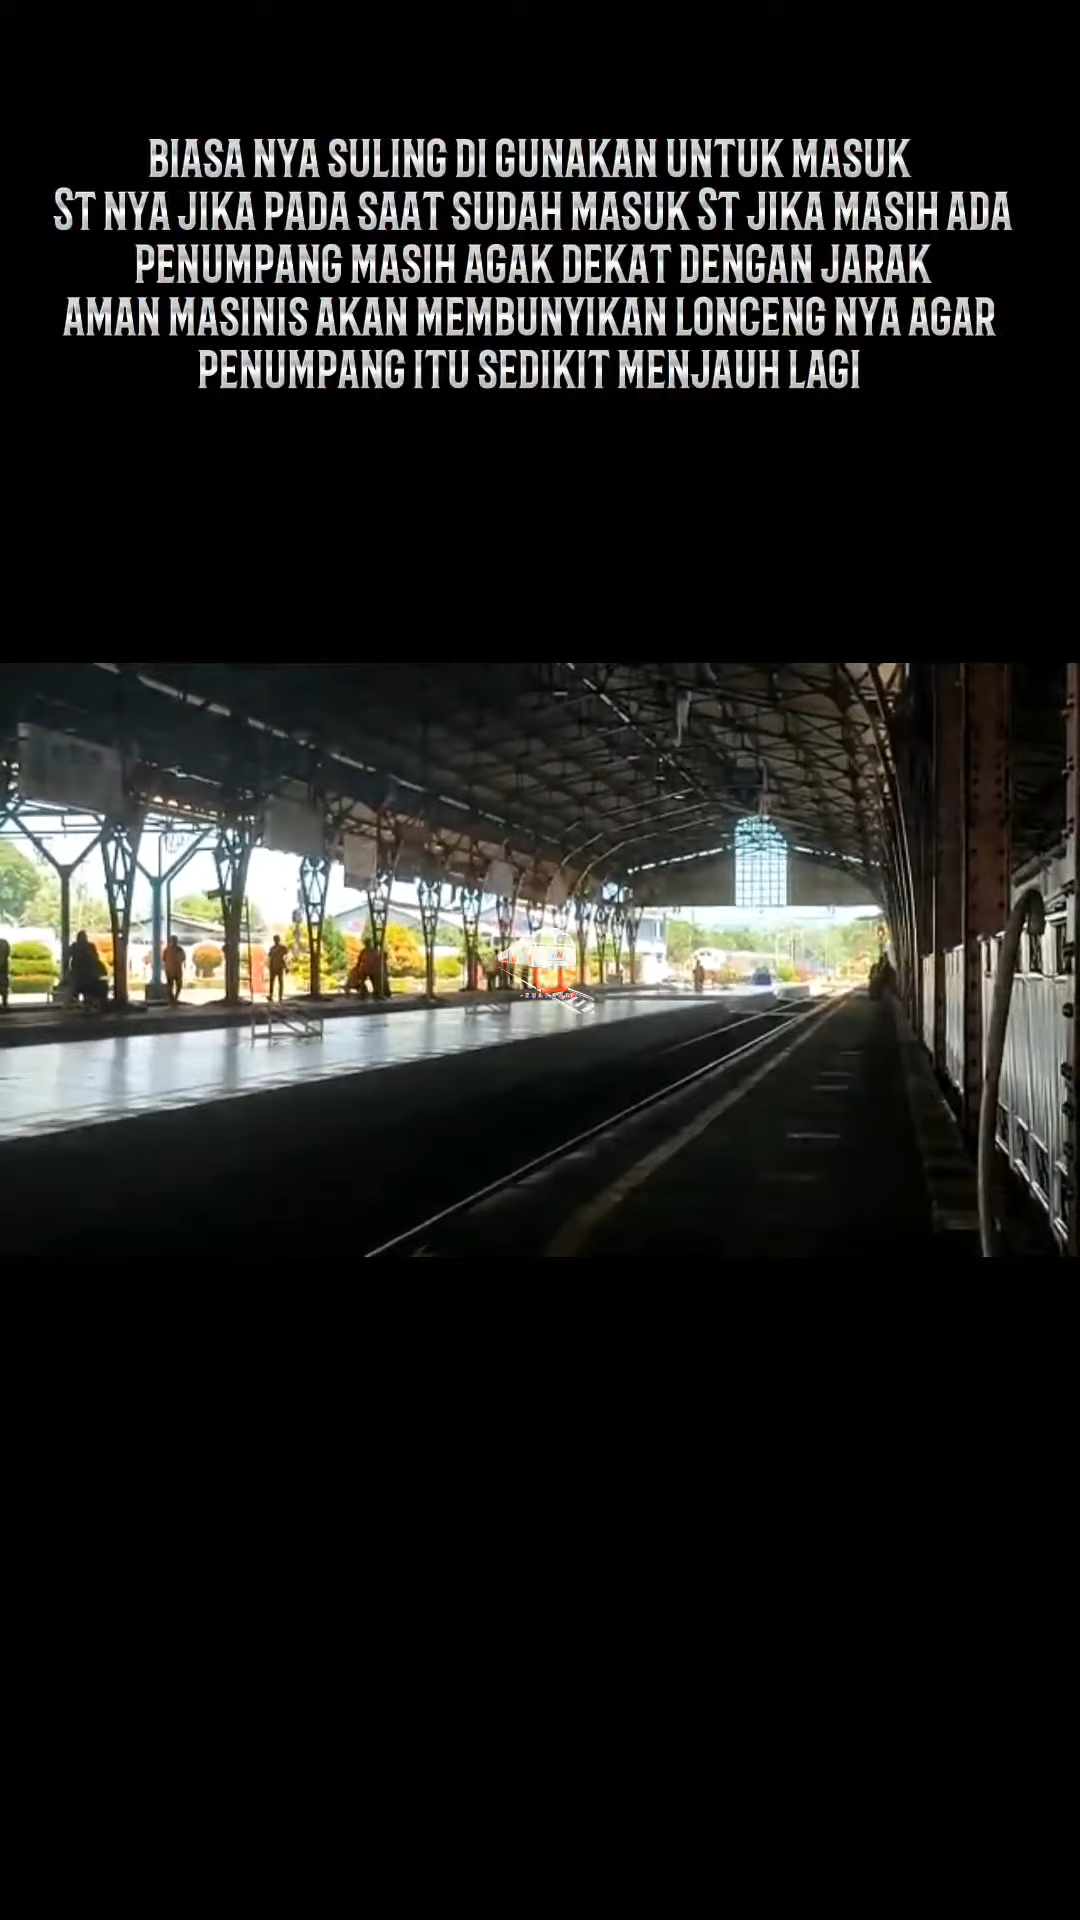 BIASA NYA SULING DI GUNAKAN UNTUK MASUK
ST NYA JIKA PADA SAAT SUDAH MASUK ST JIKA MASIH ADA
PENUMPANG MASIH AGAK DEKAT DENGAN JARAK
AMAN MASINIS AKAN MEMBUNYIKAN LONCENG NYA AGAR
PENUMPANG ITU SEDIKIT MENJAUH LAGI